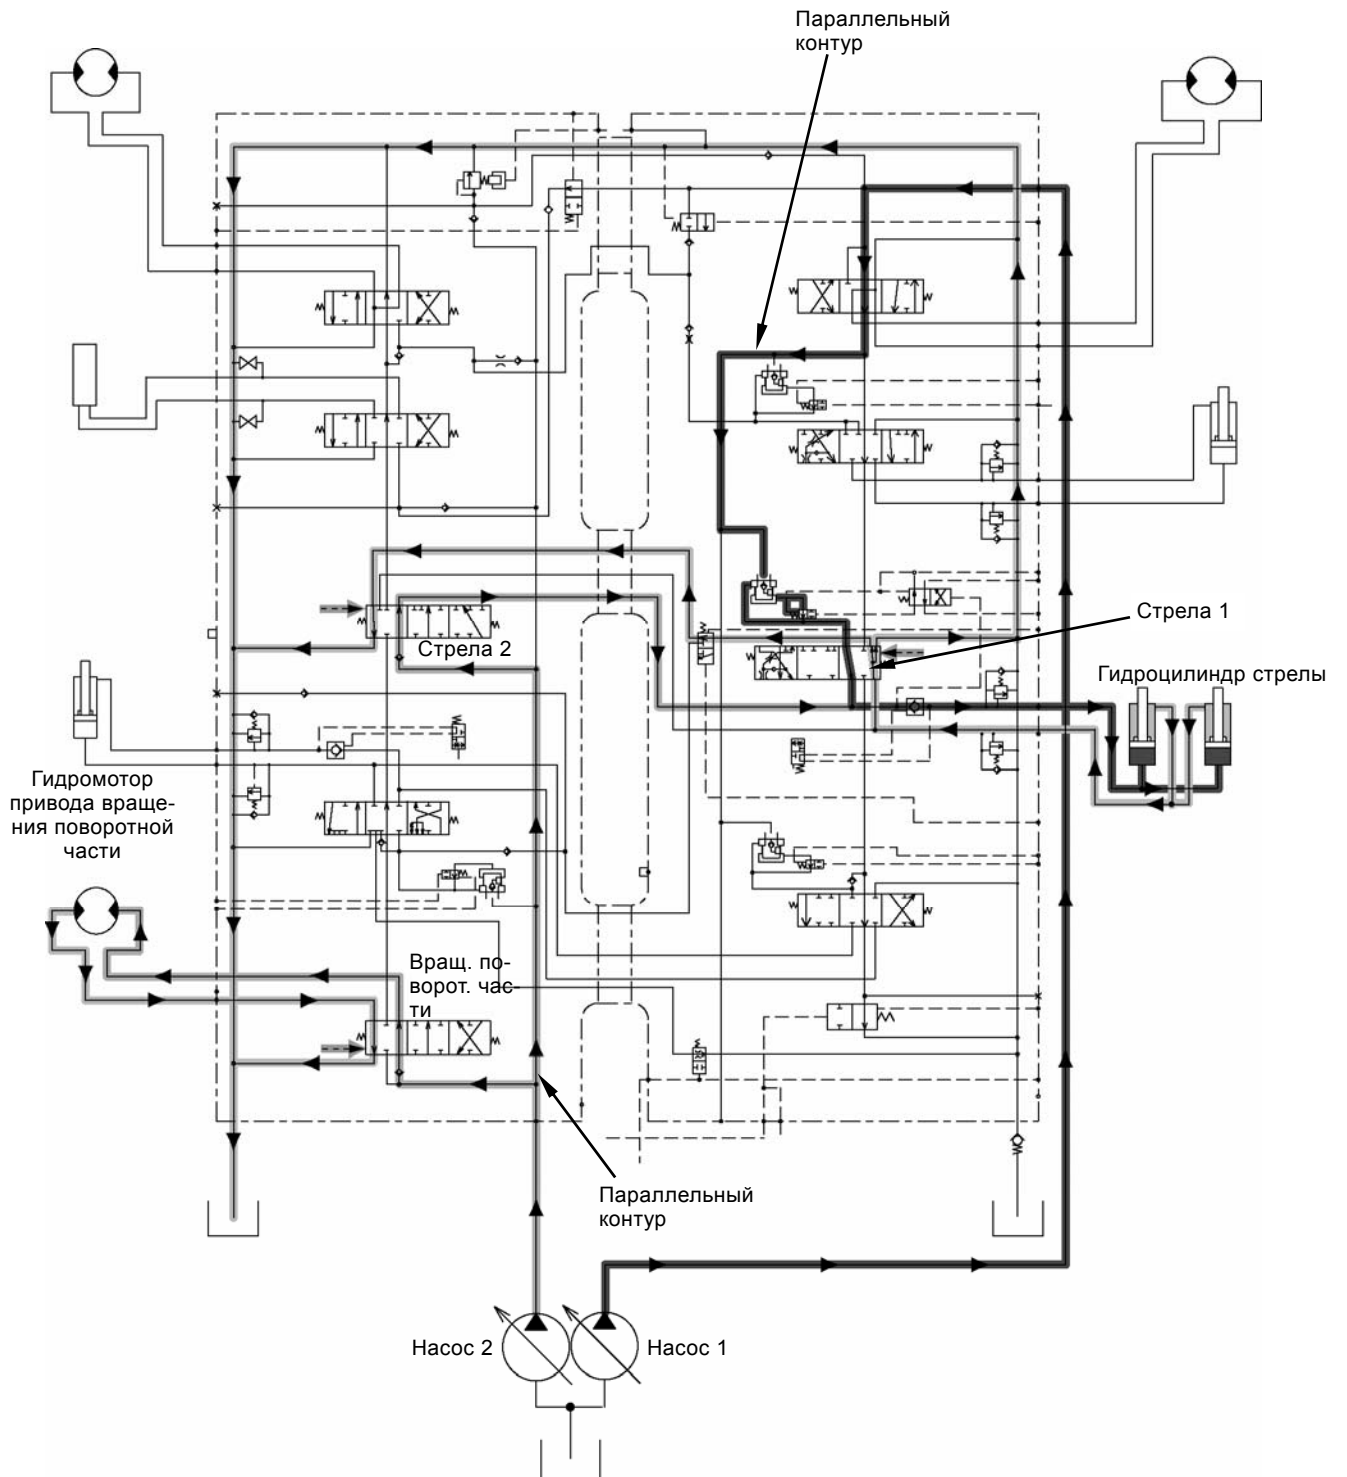 Параллельный
контур
Стрела 1
Стрела 2
Гидроцилиндр стрелы
Гидромотор
привода враще-
ния поворотной
части
Вращ. по-
ворот. час-
ти
Параллельный
контур
Насос 2
Насос 1